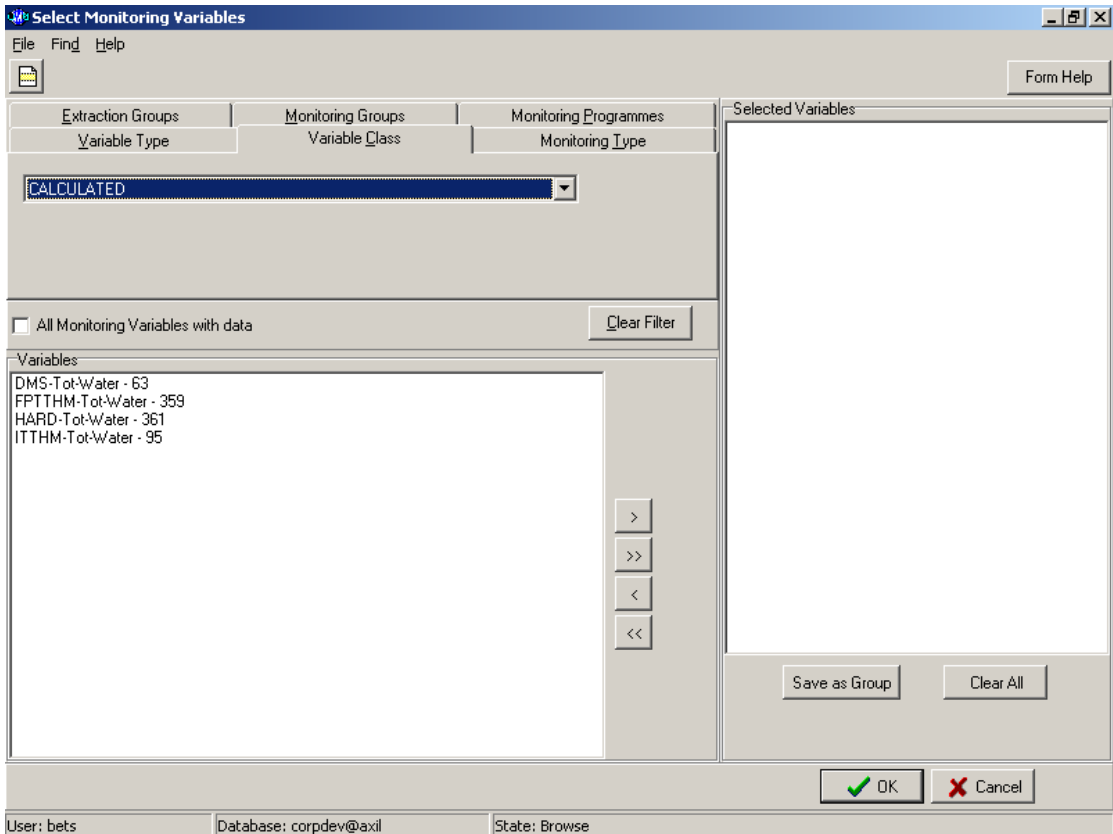 Select Monitoring Variables
File Find Help
Form Help
Extraction Groups Monitoring Groups Monitoring Programmes
Variable Type Variable Class Monitoring Type
CALCULATED
All Monitoring Variables with data
Clear Filter
Variables
DMS-Tot-Water - 63
FPTTHM-Tot-Water - 359
HARD-Tot-Water - 361
ITTHM-Tot-Water - 95
>
>>
<
<<
Selected Variables
Save as Group Clear All
OK Cancel
User: bets Database: corpdev@axil State: Browse